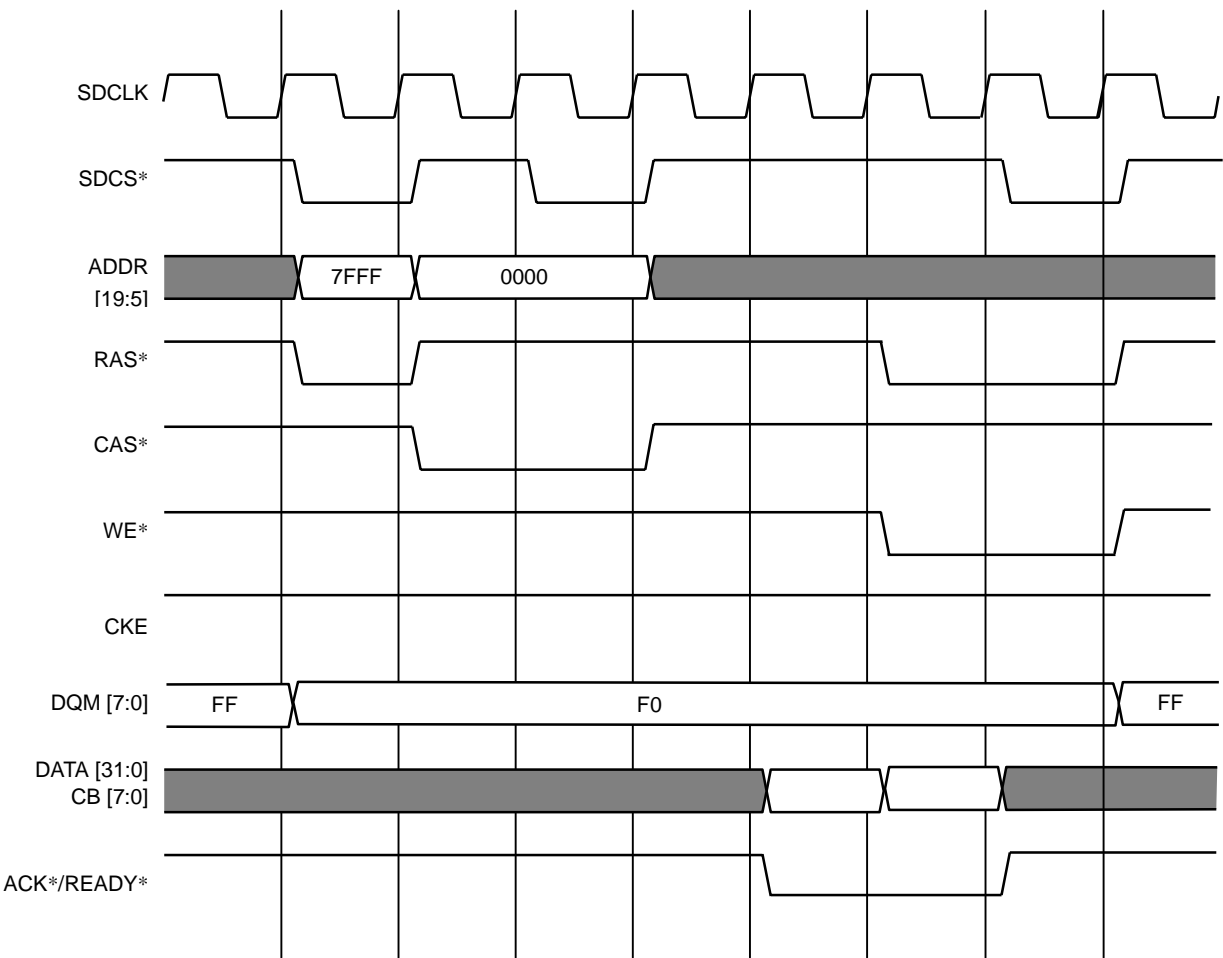 SDCLK
SDCS*
ADDR
[19:5]
7FFF
0000
RAS*
CAS*
WE*
CKE
DQM [7:0]
FF
F0
FF
DATA [31:0]
CB [7:0]
ACK*/READY*